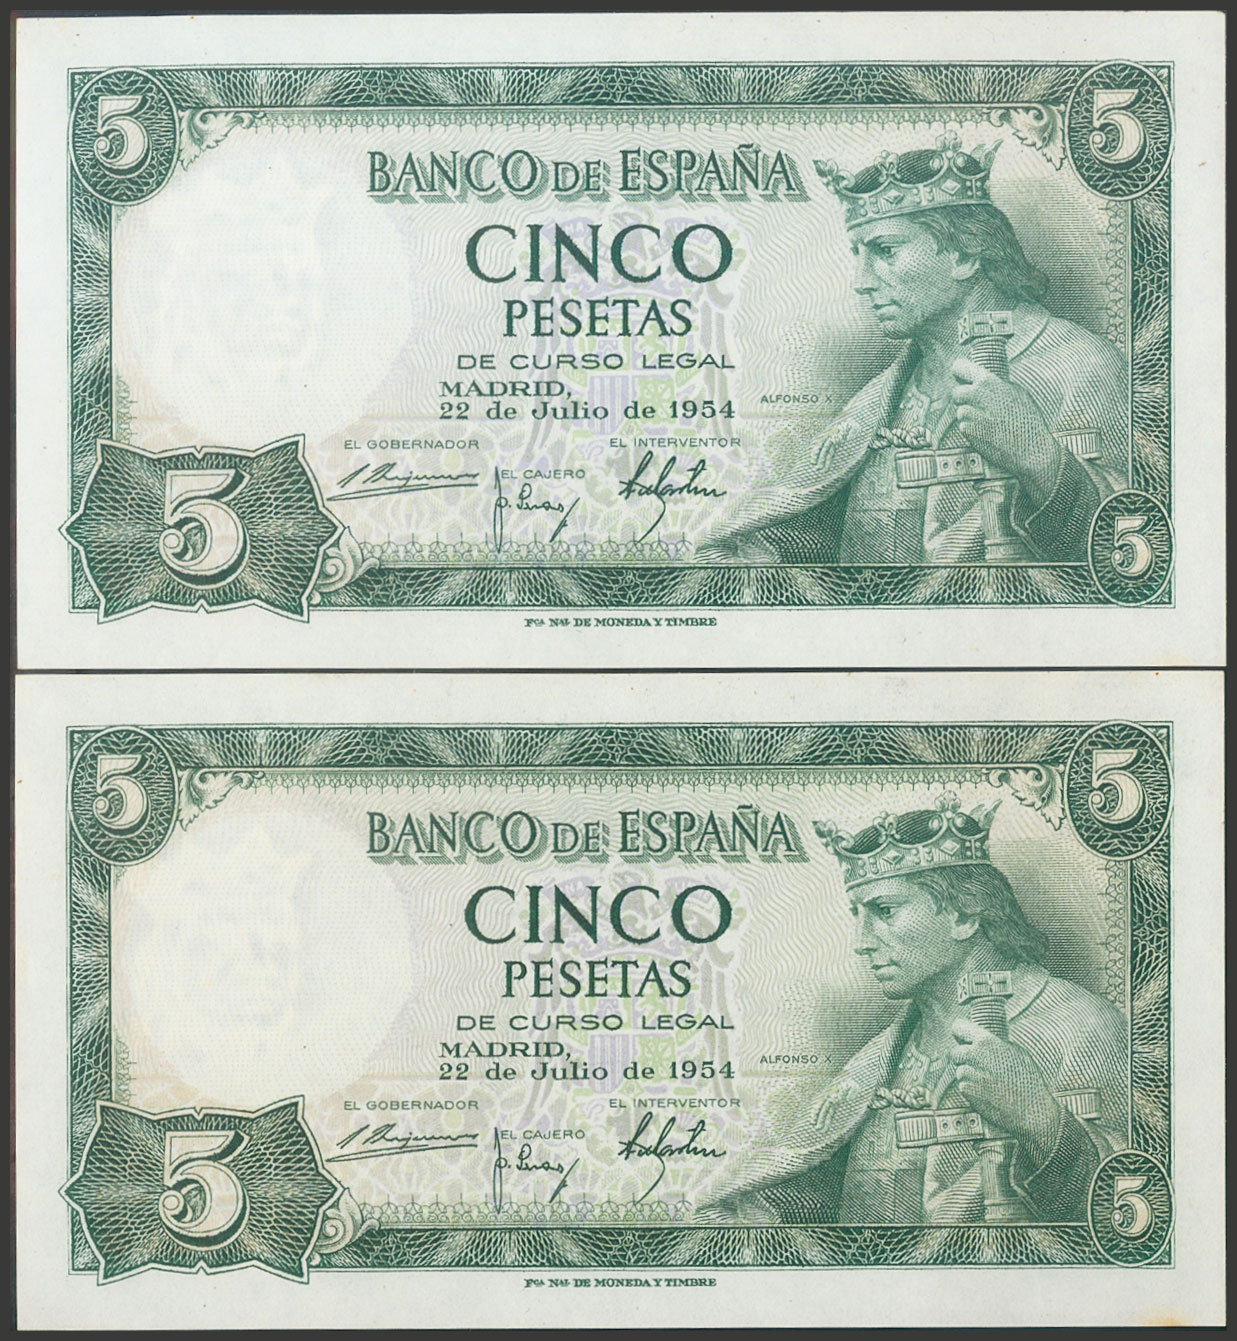 5 5
BANCO DE ESPAÑA
CINCO
PESETAS
DE CURSO LEGAL
MADRID,
22 de Julio de 1954
ALFONSO X
EL GOBERNADOR EL INTERVENTOR
EL CAJERO
5 5
Fca Nal DE MONEDA Y TIMBRE
5 5
BANCO DE ESPAÑA
CINCO
PESETAS
DE CURSO LEGAL
MADRID,
22 de Julio de 1954
ALFONSO X
EL GOBERNADOR EL INTERVENTOR
EL CAJERO
5 5
Fca Nal DE MONEDA Y TIMBRE